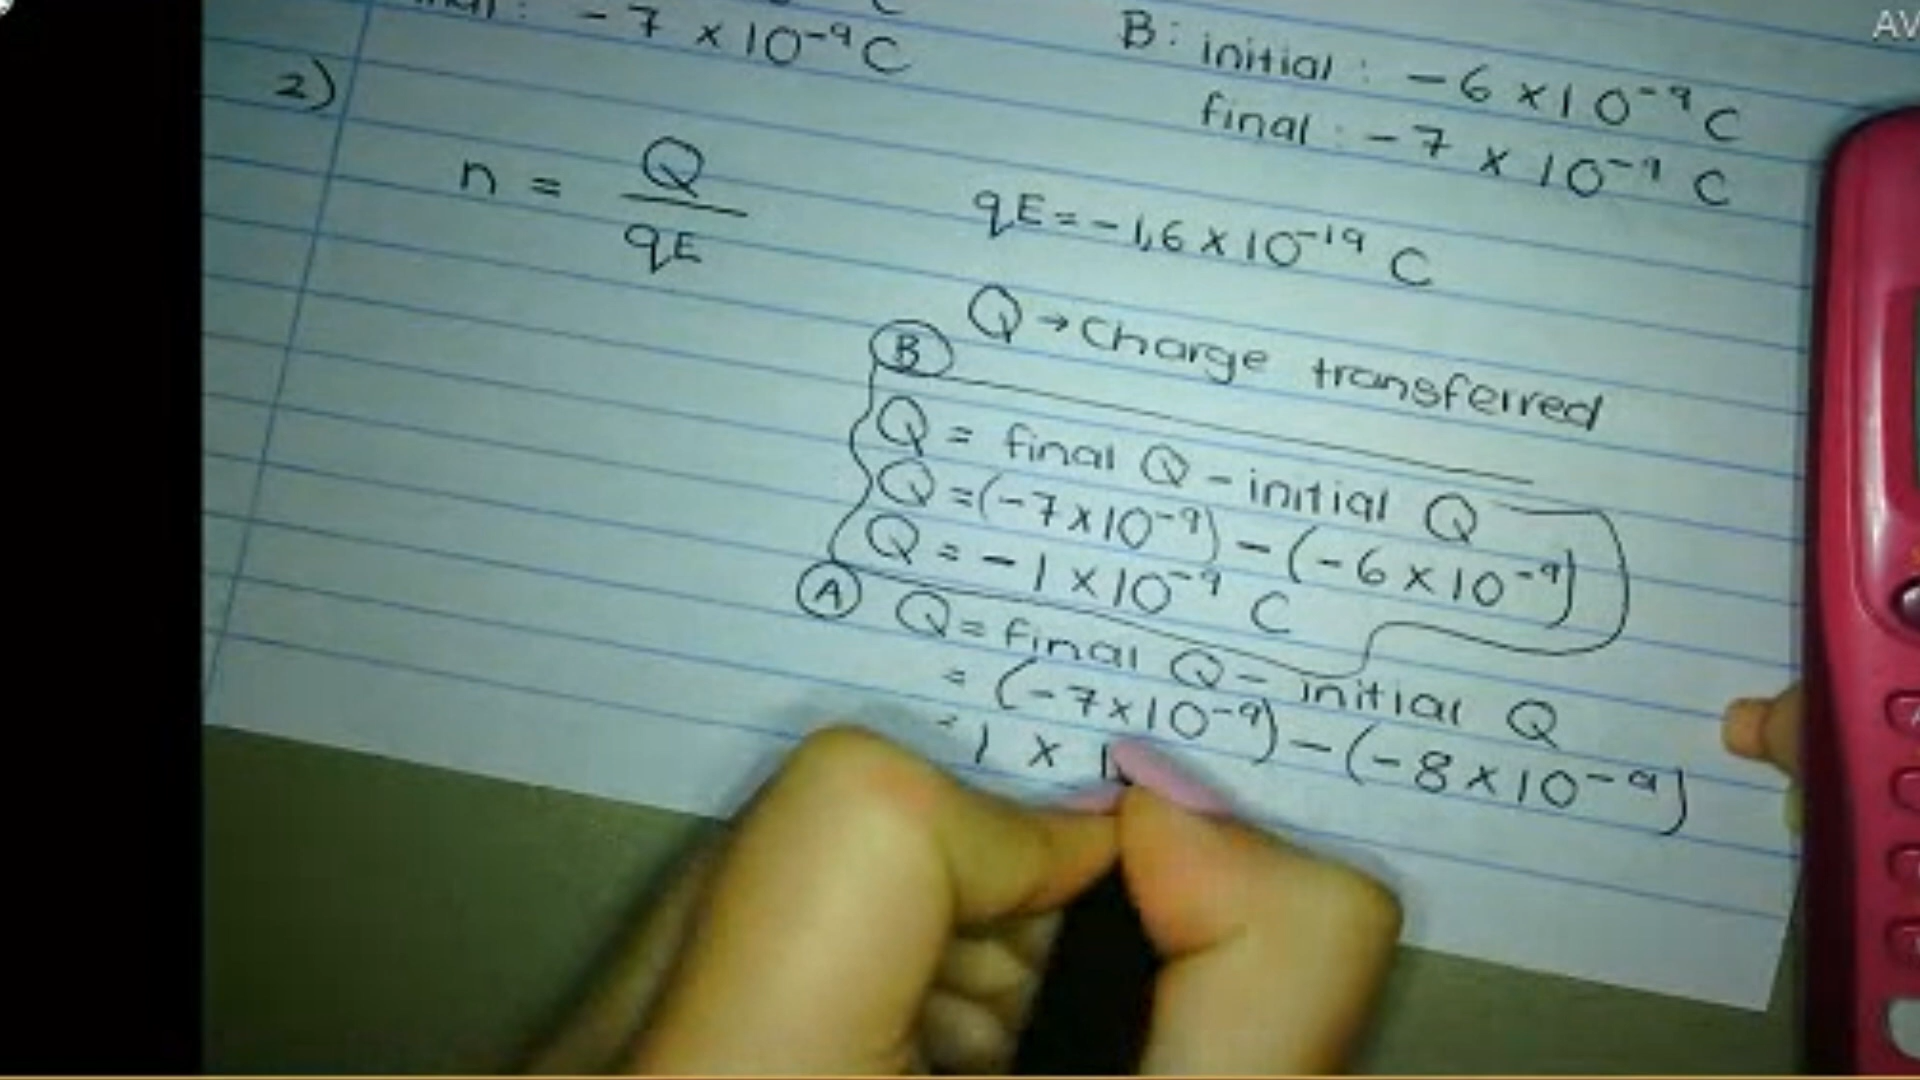 : -7 × 10⁻⁹ C
B: initial : -6 × 10⁻⁹ C
final : -7 × 10⁻⁹ C
2)
n = Q / qE
qE = -1,6 × 10⁻¹⁹ C
Q → Charge transferred
B
Q = final Q - initial Q
Q = (-7 × 10⁻⁹) - (-6 × 10⁻⁹)
Q = -1 × 10⁻⁹ C
A Q = final Q - initial Q
= (-7 × 10⁻⁹) - (-8 × 10⁻⁹)
= 1 × 1
AV